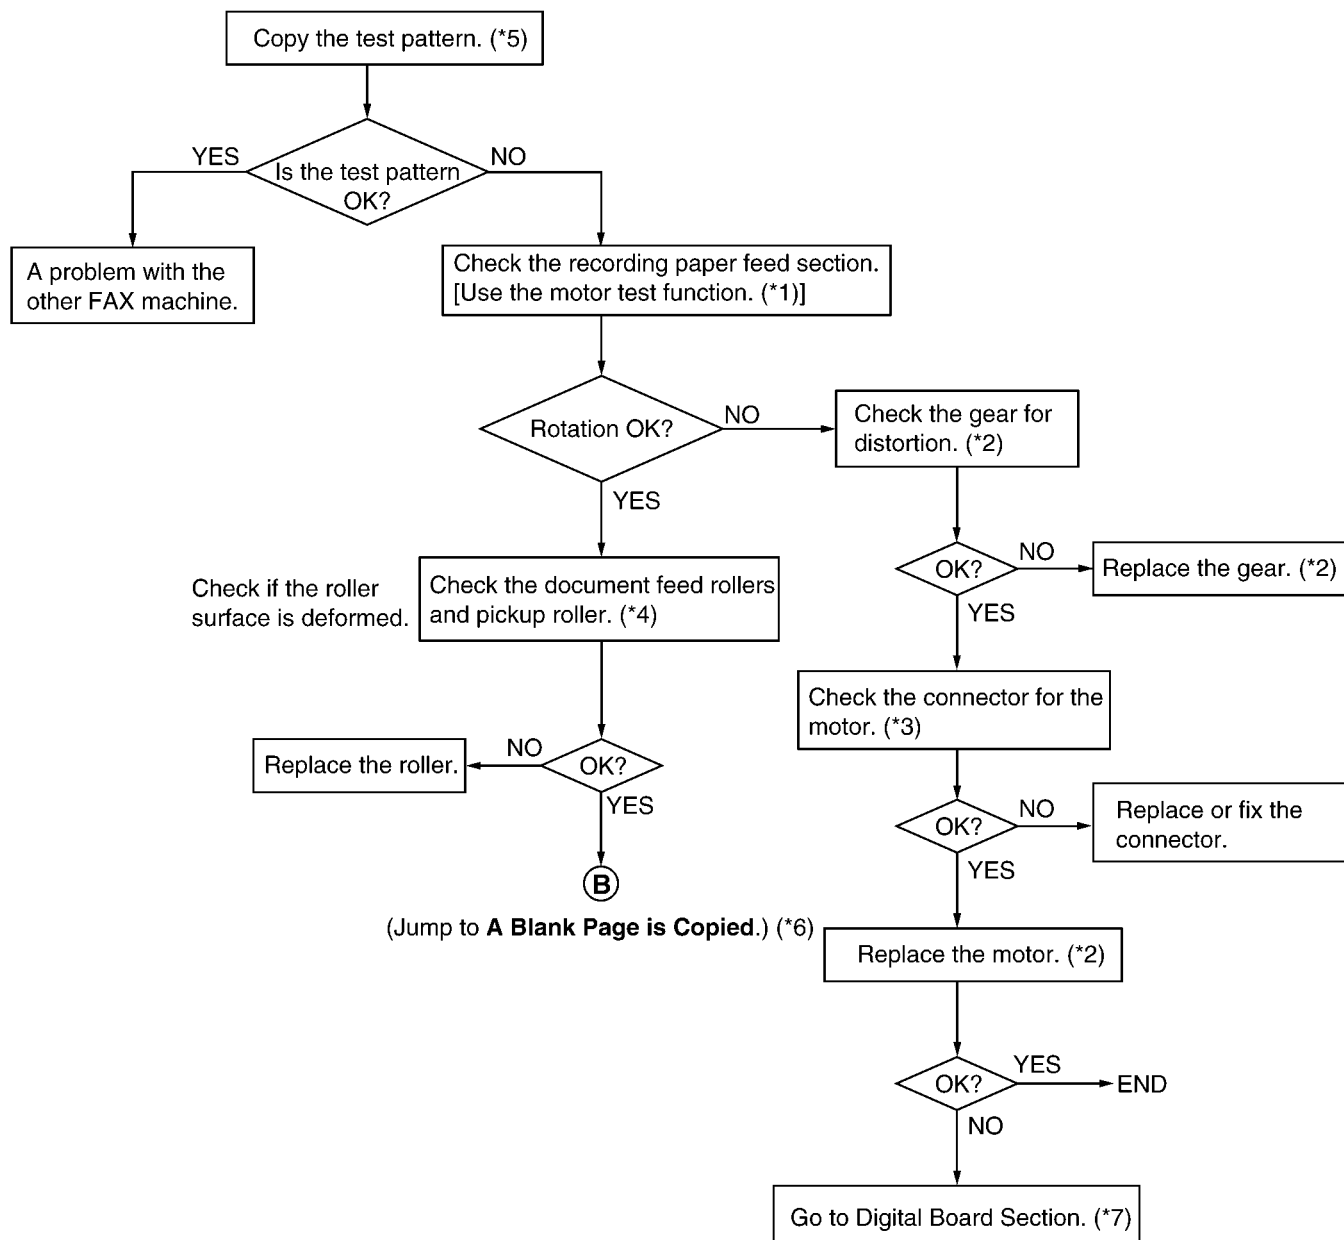 Copy the test pattern. (*5)
YES
NO
Is the test pattern
OK?
A problem with the
other FAX machine.
Check the recording paper feed section.
[Use the motor test function. (*1)]
Rotation OK?
NO
Check the gear for
distortion. (*2)
YES
OK?
NO
Replace the gear. (*2)
YES
Check if the roller
surface is deformed.
Check the document feed rollers
and pickup roller. (*4)
Check the connector for the
motor. (*3)
Replace the roller.
NO
OK?
YES
OK?
NO
Replace or fix the
connector.
YES
B
(Jump to A Blank Page is Copied.) (*6)
Replace the motor. (*2)
OK?
YES
END
NO
Go to Digital Board Section. (*7)